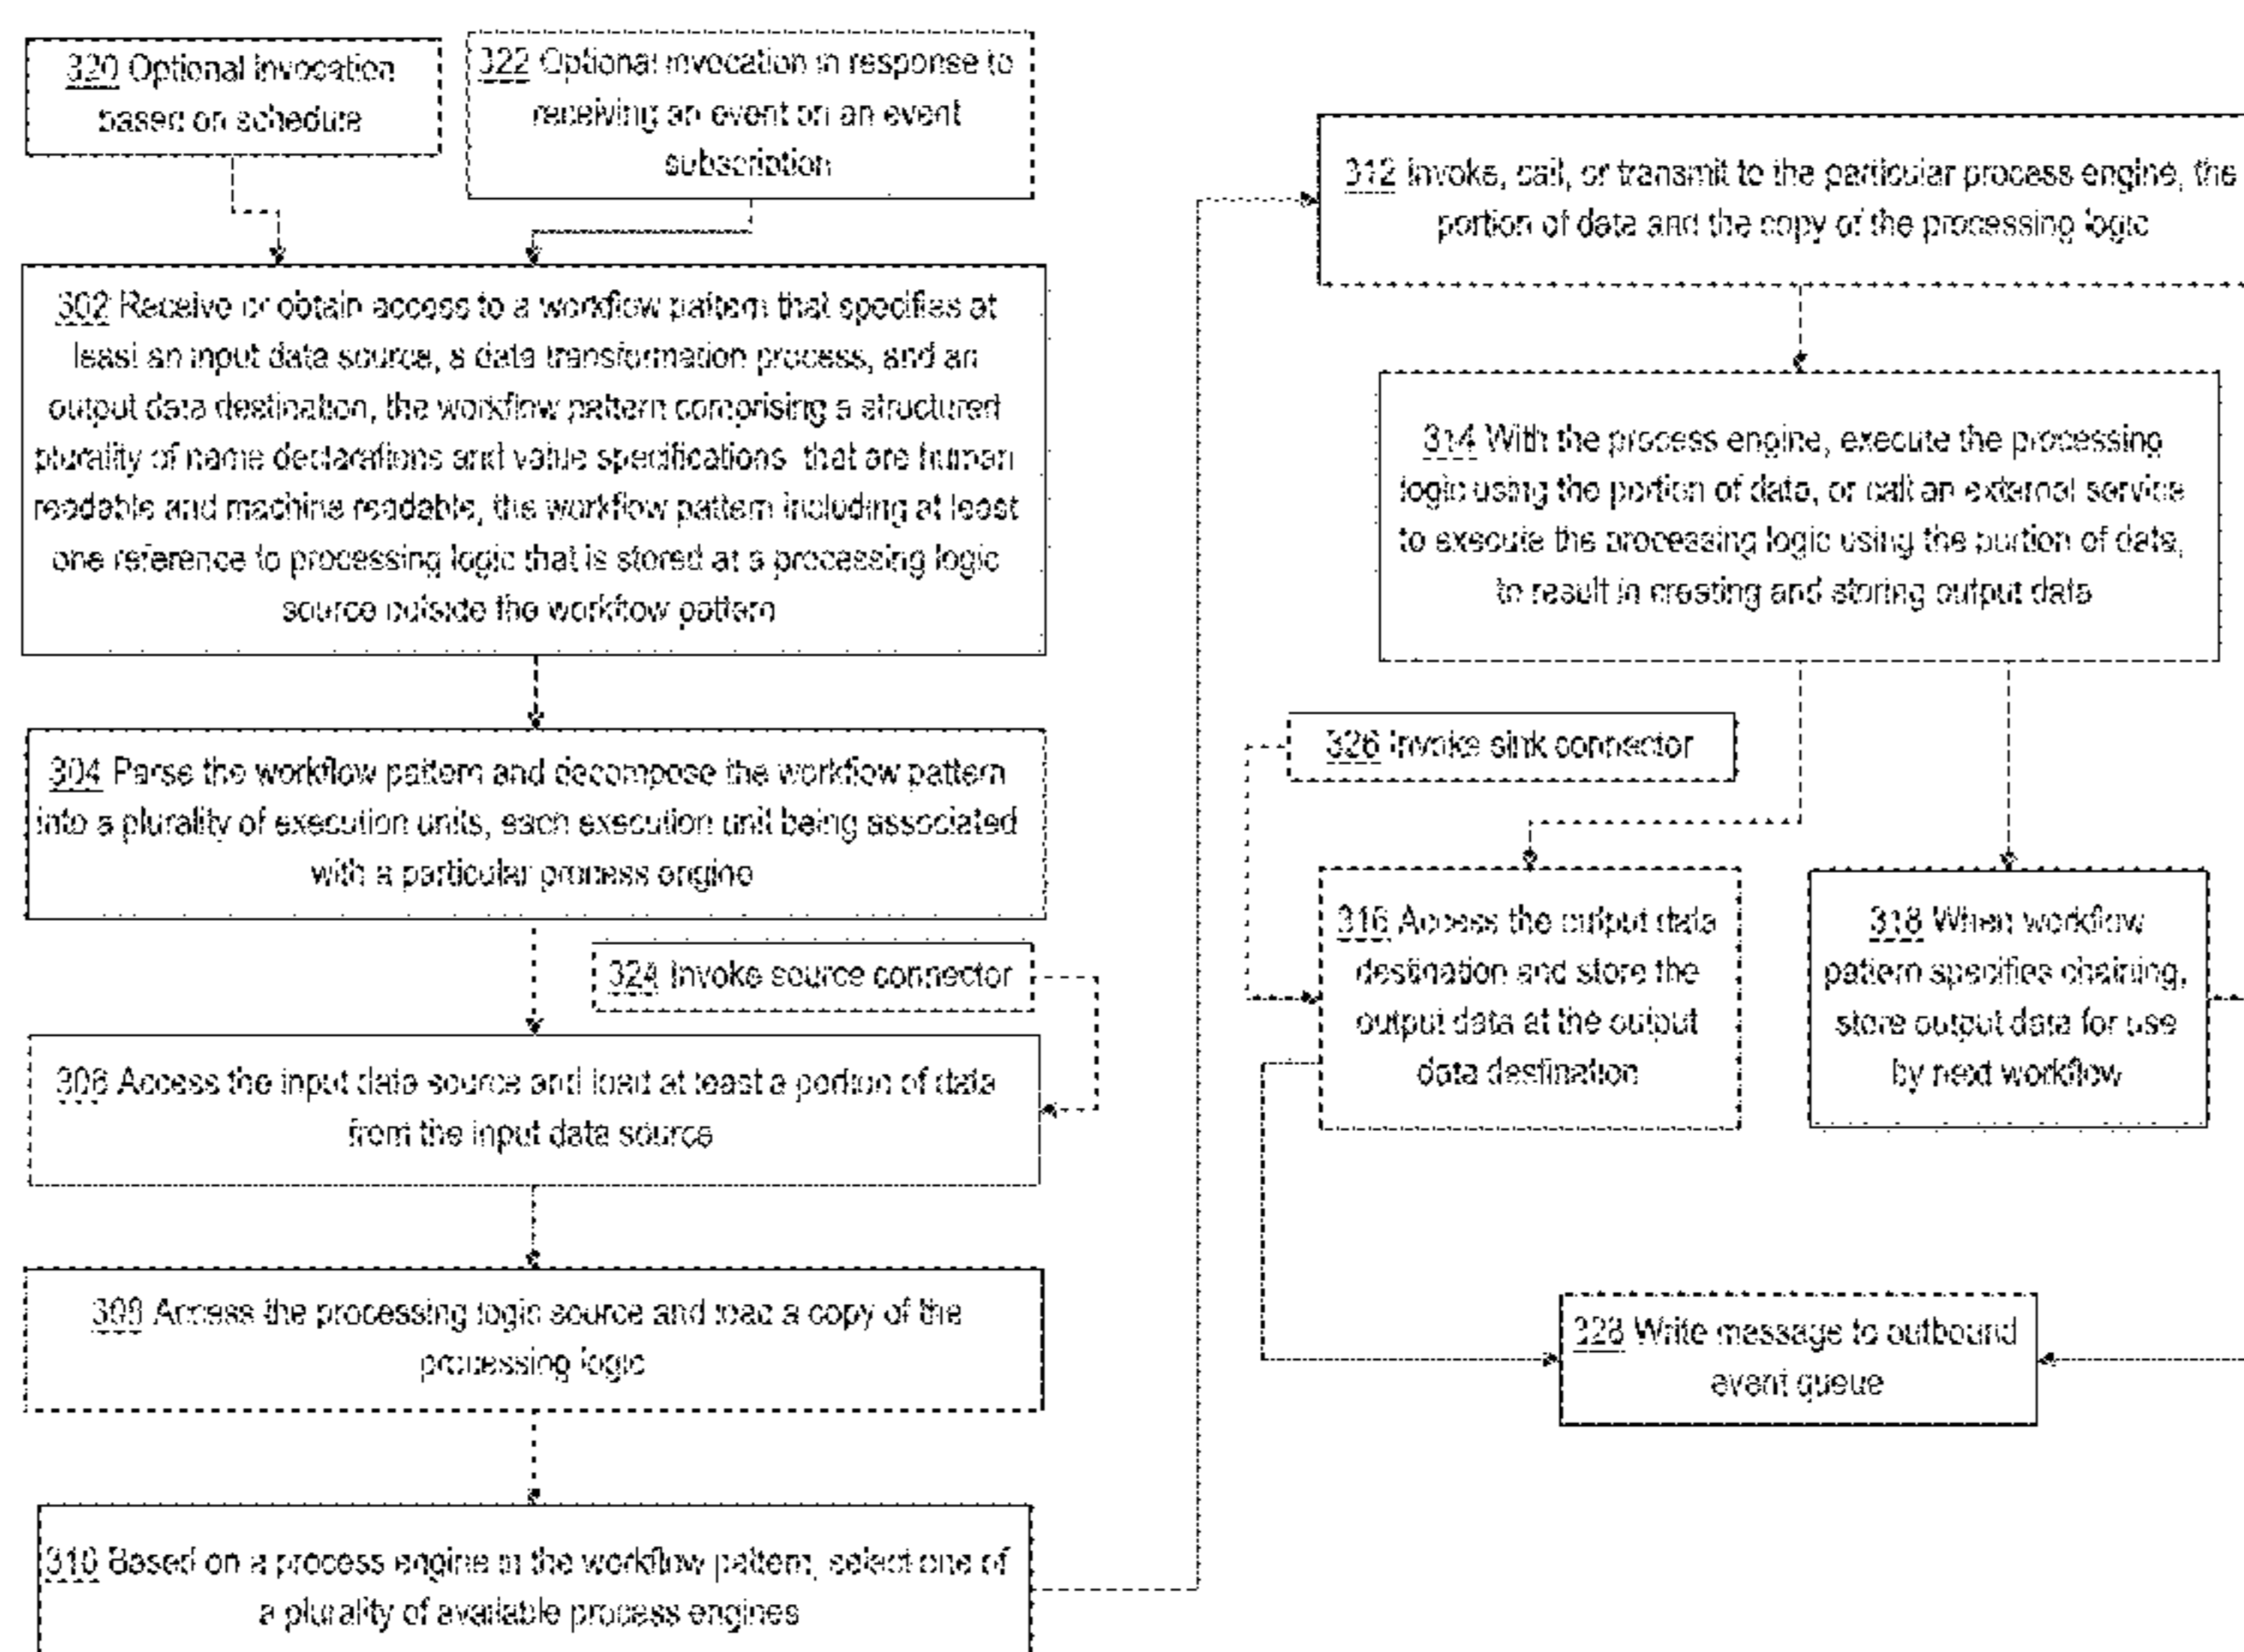 320 Optional invocation
based on schedule
322 Optional invocation in response to
receiving an event on an event
subscription
302 Receive or obtain access to a workflow pattern that specifies at
least an input data source, a data transformation process, and an
output data destination, the workflow pattern comprising a structured
plurality of name declarations and value specifications that are human
readable and machine readable, the workflow pattern including at least
one reference to processing logic that is stored at a processing logic
source outside the workflow pattern
304 Parse the workflow pattern and decompose the workflow pattern
into a plurality of execution units, each execution unit being associated
with a particular process engine
324 Invoke source connector
306 Access the input data source and load at least a portion of data
from the input data source
308 Access the processing logic source and load a copy of the
processing logic
310 Based on a process engine in the workflow pattern, select one of
a plurality of available process engines
312 Invoke, call, or transmit to the particular process engine, the
portion of data and the copy of the processing logic
314 With the process engine, execute the processing
logic using the portion of data, or call an external service
to execute the processing logic using the portion of data,
to result in creating and storing output data
326 Invoke sink connector
316 Access the output data
destination and store the
output data at the output
data destination
318 When workflow
pattern specifies chaining,
store output data for use
by next workflow
328 Write message to outbound
event queue